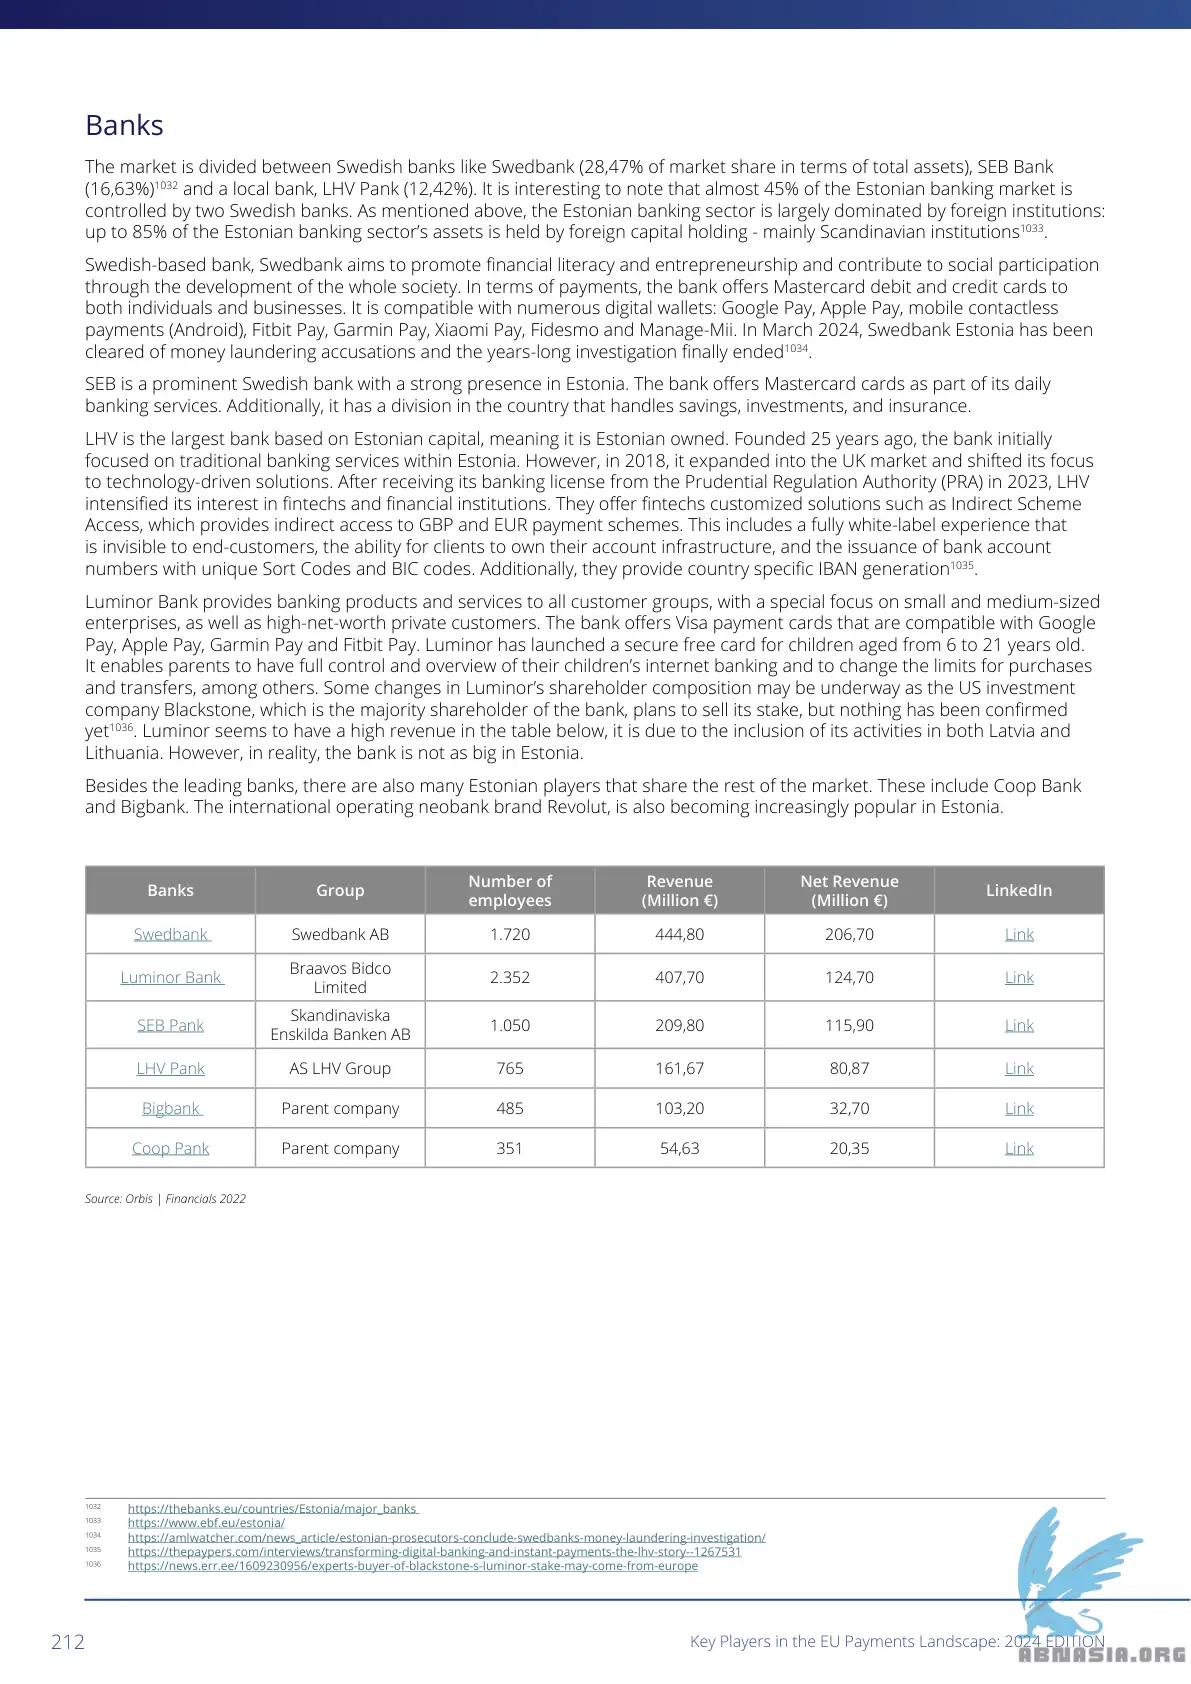 Banks
The market is divided between Swedish banks like Swedbank (28,47% of market share in terms of total assets), SEB Bank
(16,63%)1032 and a local bank, LHV Pank (12,42%). It is interesting to note that almost 45% of the Estonian banking market is
controlled by two Swedish banks. As mentioned above, the Estonian banking sector is largely dominated by foreign institutions:
up to 85% of the Estonian banking sector's assets is held by foreign capital holding - mainly Scandinavian institutions1033.
Swedish-based bank, Swedbank aims to promote financial literacy and entrepreneurship and contribute to social participation
through the development of the whole society. In terms of payments, the bank offers Mastercard debit and credit cards to
both individuals and businesses. It is compatible with numerous digital wallets: Google Pay, Apple Pay, mobile contactless
payments (Android), Fitbit Pay, Garmin Pay, Xiaomi Pay, Fidesmo and Manage-Mii. In March 2024, Swedbank Estonia has been
cleared of money laundering accusations and the years-long investigation finally ended1034.
SEB is a prominent Swedish bank with a strong presence in Estonia. The bank offers Mastercard cards as part of its daily
banking services. Additionally, it has a division in the country that handles savings, investments, and insurance.
LHV is the largest bank based on Estonian capital, meaning it is Estonian owned. Founded 25 years ago, the bank initially
focused on traditional banking services within Estonia. However, in 2018, it expanded into the UK market and shifted its focus
to technology-driven solutions. After receiving its banking license from the Prudential Regulation Authority (PRA) in 2023, LHV
intensified its interest in fintechs and financial institutions. They offer fintechs customized solutions such as Indirect Scheme
Access, which provides indirect access to GBP and EUR payment schemes. This includes a fully white-label experience that
is invisible to end-customers, the ability for clients to own their account infrastructure, and the issuance of bank account
numbers with unique Sort Codes and BIC codes. Additionally, they provide country specific IBAN generation1035.
Luminor Bank provides banking products and services to all customer groups, with a special focus on small and medium-sized
enterprises, as well as high-net-worth private customers. The bank offers Visa payment cards that are compatible with Google
Pay, Apple Pay, Garmin Pay and Fitbit Pay. Luminor has launched a secure free card for children aged from 6 to 21 years old.
It enables parents to have full control and overview of their children's internet banking and to change the limits for purchases
and transfers, among others. Some changes in Luminor's shareholder composition may be underway as the US investment
company Blackstone, which is the majority shareholder of the bank, plans to sell its stake, but nothing has been confirmed
yet1036. Luminor seems to have a high revenue in the table below, it is due to the inclusion of its activities in both Latvia and
Lithuania. However, in reality, the bank is not as big in Estonia.
Besides the leading banks, there are also many Estonian players that share the rest of the market. These include Coop Bank
and Bigbank. The international operating neobank brand Revolut, is also becoming increasingly popular in Estonia.
Banks Group Number of employees Revenue (Million €) Net Revenue (Million €) LinkedIn
Swedbank Swedbank AB 1.720 444,80 206,70 Link
Luminor Bank Braavos Bidco Limited 2.352 407,70 124,70 Link
SEB Pank Skandinaviska Enskilda Banken AB 1.050 209,80 115,90 Link
LHV Pank AS LHV Group 765 161,67 80,87 Link
Bigbank Parent company 485 103,20 32,70 Link
Coop Pank Parent company 351 54,63 20,35 Link
Source: Orbis | Financials 2022
1032 https://thebanks.eu/countries/Estonia/major_banks
1033 https://www.ebf.eu/estonia/
1034 https://amlwatcher.com/news_article/estonian-prosecutors-conclude-swedbanks-money-laundering-investigation/
1035 https://thepaypers.com/interviews/transforming-digital-banking-and-instant-payments-the-lhv-story--1267531
1036 https://news.err.ee/1609230956/experts-buyer-of-blackstone-s-luminor-stake-may-come-from-europe
212
Key Players in the EU Payments Landscape: 2024 EDITION
ABNASIA.ORG